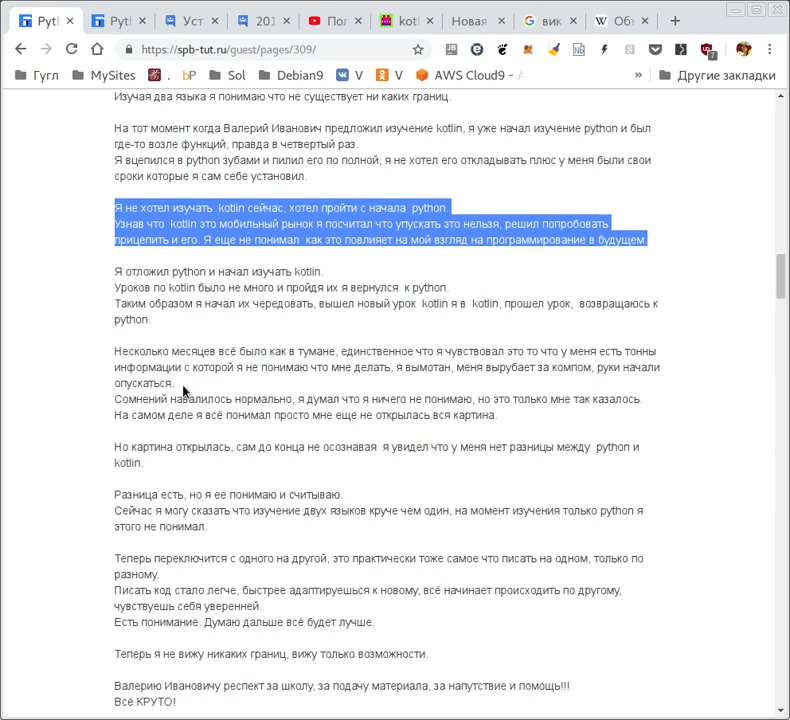 Pytl
Pytl
Уст
201
Пол
kotl
Новая
вик
Об
https://spb-tut.ru/guest/pages/309/
Гугл
MySites
.
bP
Sol
Debian9
V
V
AWS Cloud9 –
»
Другие закладки
Изучая два языка я понимаю что не существует ни каких границ.
На тот момент когда Валерий Иванович предложил изучение kotlin, я уже начал изучение python и был
где-то возле функций, правда в четвертый раз.
Я вцепился в python зубами и пилил его по полной, я не хотел его откладывать плюс у меня были свои
сроки которые я сам себе установил.
Я не хотел изучать kotlin сейчас, хотел пройти с начала python.
Узнав что kotlin это мобильный рынок я посчитал что упускать это нельзя, решил попробовать
прицепить и его. Я еще не понимал как это повлияет на мой взгляд на программирование в будущем.
Я отложил python и начал изучать kotlin.
Уроков по kotlin было не много и пройдя их я вернулся к python.
Таким образом я начал их чередовать, вышел новый урок kotlin я в kotlin, прошел урок, возвращаюсь к
python.
Несколько месяцев всё было как в тумане, единственное что я чувствовал это то что у меня есть тонны
информации с которой я не понимаю что мне делать, я вымотан, меня вырубает за компом, руки начали
опускаться.
Сомнений навалилось нормально, я думал что я ничего не понимаю, но это только мне так казалось.
На самом деле я всё понимал просто мне еще не открылась вся картина.
Но картина открылась, сам до конца не осознавая я увидел что у меня нет разницы между python и
kotlin.
Разница есть, но я ее понимаю и считываю.
Сейчас я могу сказать что изучение двух языков круче чем один, на момент изучения только python я
этого не понимал.
Теперь переключится с одного на другой, это практически тоже самое что писать на одном, только по
разному.
Писать код стало легче, быстрее адаптируешься к новому, всё начинает происходить по другому,
чувствуешь себя уверенней.
Есть понимание. Думаю дальше всё будет лучше.
Теперь я не вижу никаких границ, вижу только возможности.
Валерию Ивановичу респект за школу, за подачу материала, за напутствие и помощь!!!
Всё КРУТО!